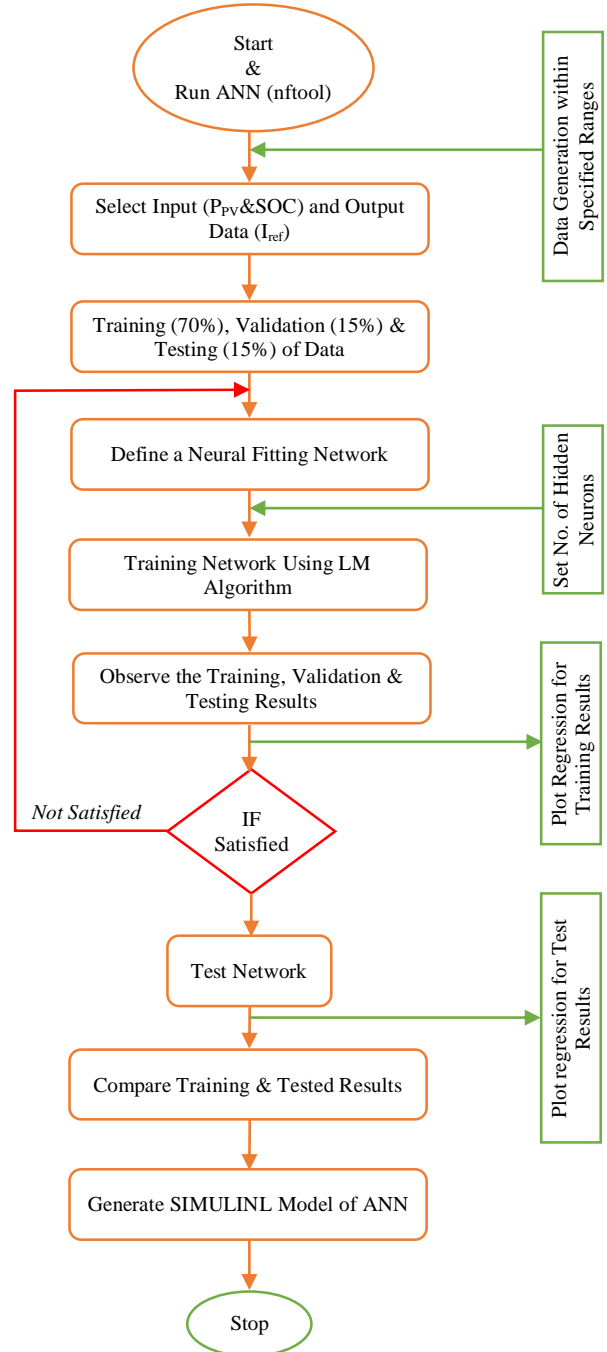 Start
&
Run ANN (nftool)
Data Generation within
Specified Ranges
Select Input (PPV&SOC) and Output
Data (Iref)
Training (70%), Validation (15%) &
Testing (15%) of Data
Define a Neural Fitting Network
Set No. of Hidden
Neurons
Training Network Using LM
Algorithm
Observe the Training, Validation &
Testing Results
Plot Regression for
Training Results
Not Satisfied
IF
Satisfied
Test Network
Plot regression for Test
Results
Compare Training & Tested Results
Generate SIMULINL Model of ANN
Stop